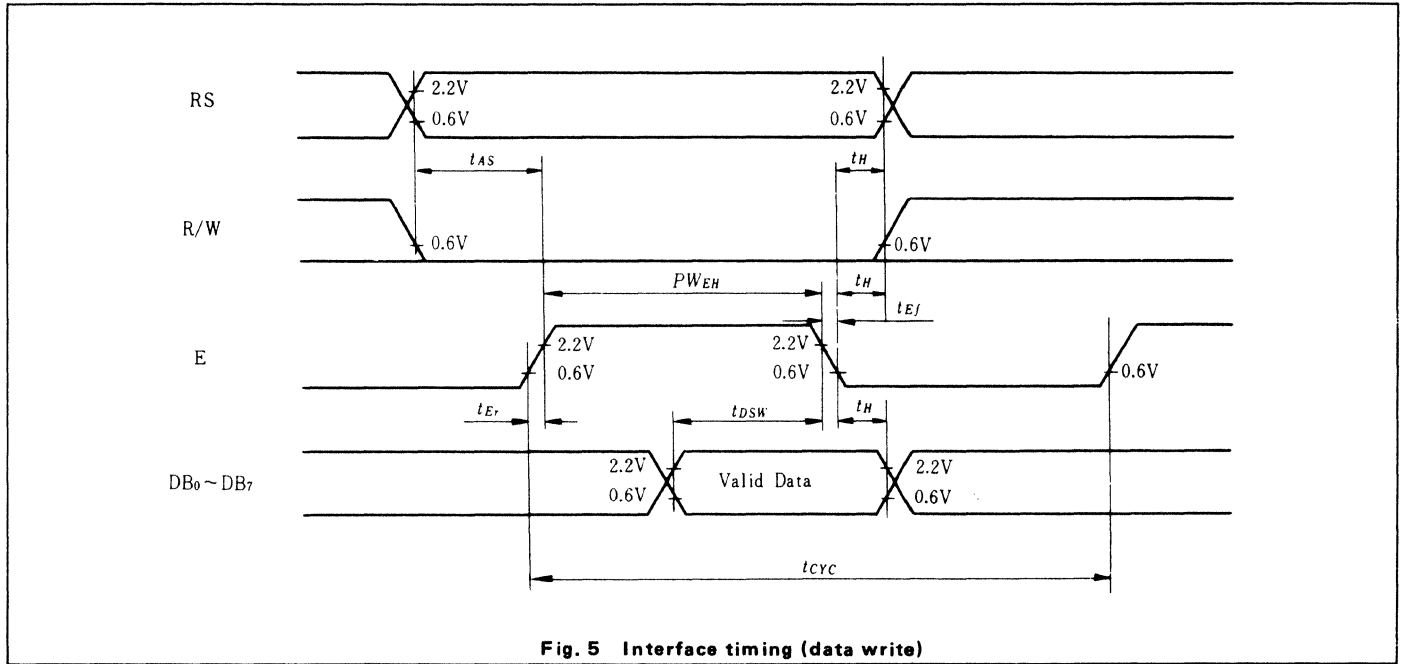 RS
2.2V
0.6V
2.2V
0.6V
tAS
tH
R/W
0.6V
0.6V
PWEH
tH
tEf
E
2.2V
0.6V
2.2V
0.6V
0.6V
tEr
tDSW
tH
DB0~DB7
2.2V
0.6V
Valid Data
2.2V
0.6V
tCYC
Fig. 5 Interface timing (data write)